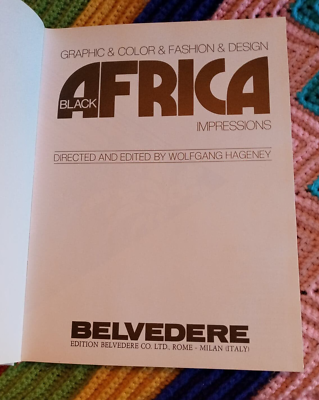 GRAPHIC & COLOR & FASHION & DESIGN
BLACK AFRICA
IMPRESSIONS
DIRECTED AND EDITED BY WOLFGANG HAGENEY
BELVEDERE
EDITION BELVEDERE CO. LTD., ROME - MILAN (ITALY)